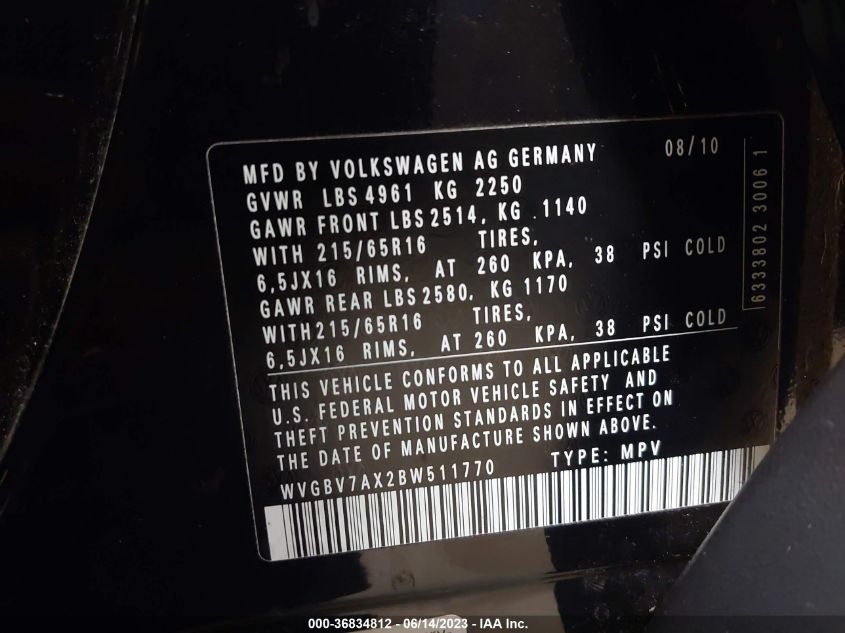 MFD BY VOLKSWAGEN AG GERMANY 08/10
GVWR LBS 4961 KG 2250
GAWR FRONT LBS 2514, KG .1140
WITH 215/65R16 TIRES,
6,5JX16 RIMS, AT 260 KPA, 38 PSI COLD
GAWR REAR LBS 2580, KG 1170
WITH215/65R16 TIRES,
6,5JX16 RIMS, AT 260 KPA, 38 PSI COLD
THIS VEHICLE CONFORMS TO ALL APPLICABLE
U.S. FEDERAL MOTOR VEHICLE SAFETY AND
THEFT PREVENTION STANDARDS IN EFFECT ON
THE DATE OF MANUFACTURE SHOWN ABOVE.
WVGBV7AX2BW511770 TYPE: MPV
6333802 3006 1
000-36834812 - 06/14/2023 - IAA Inc.